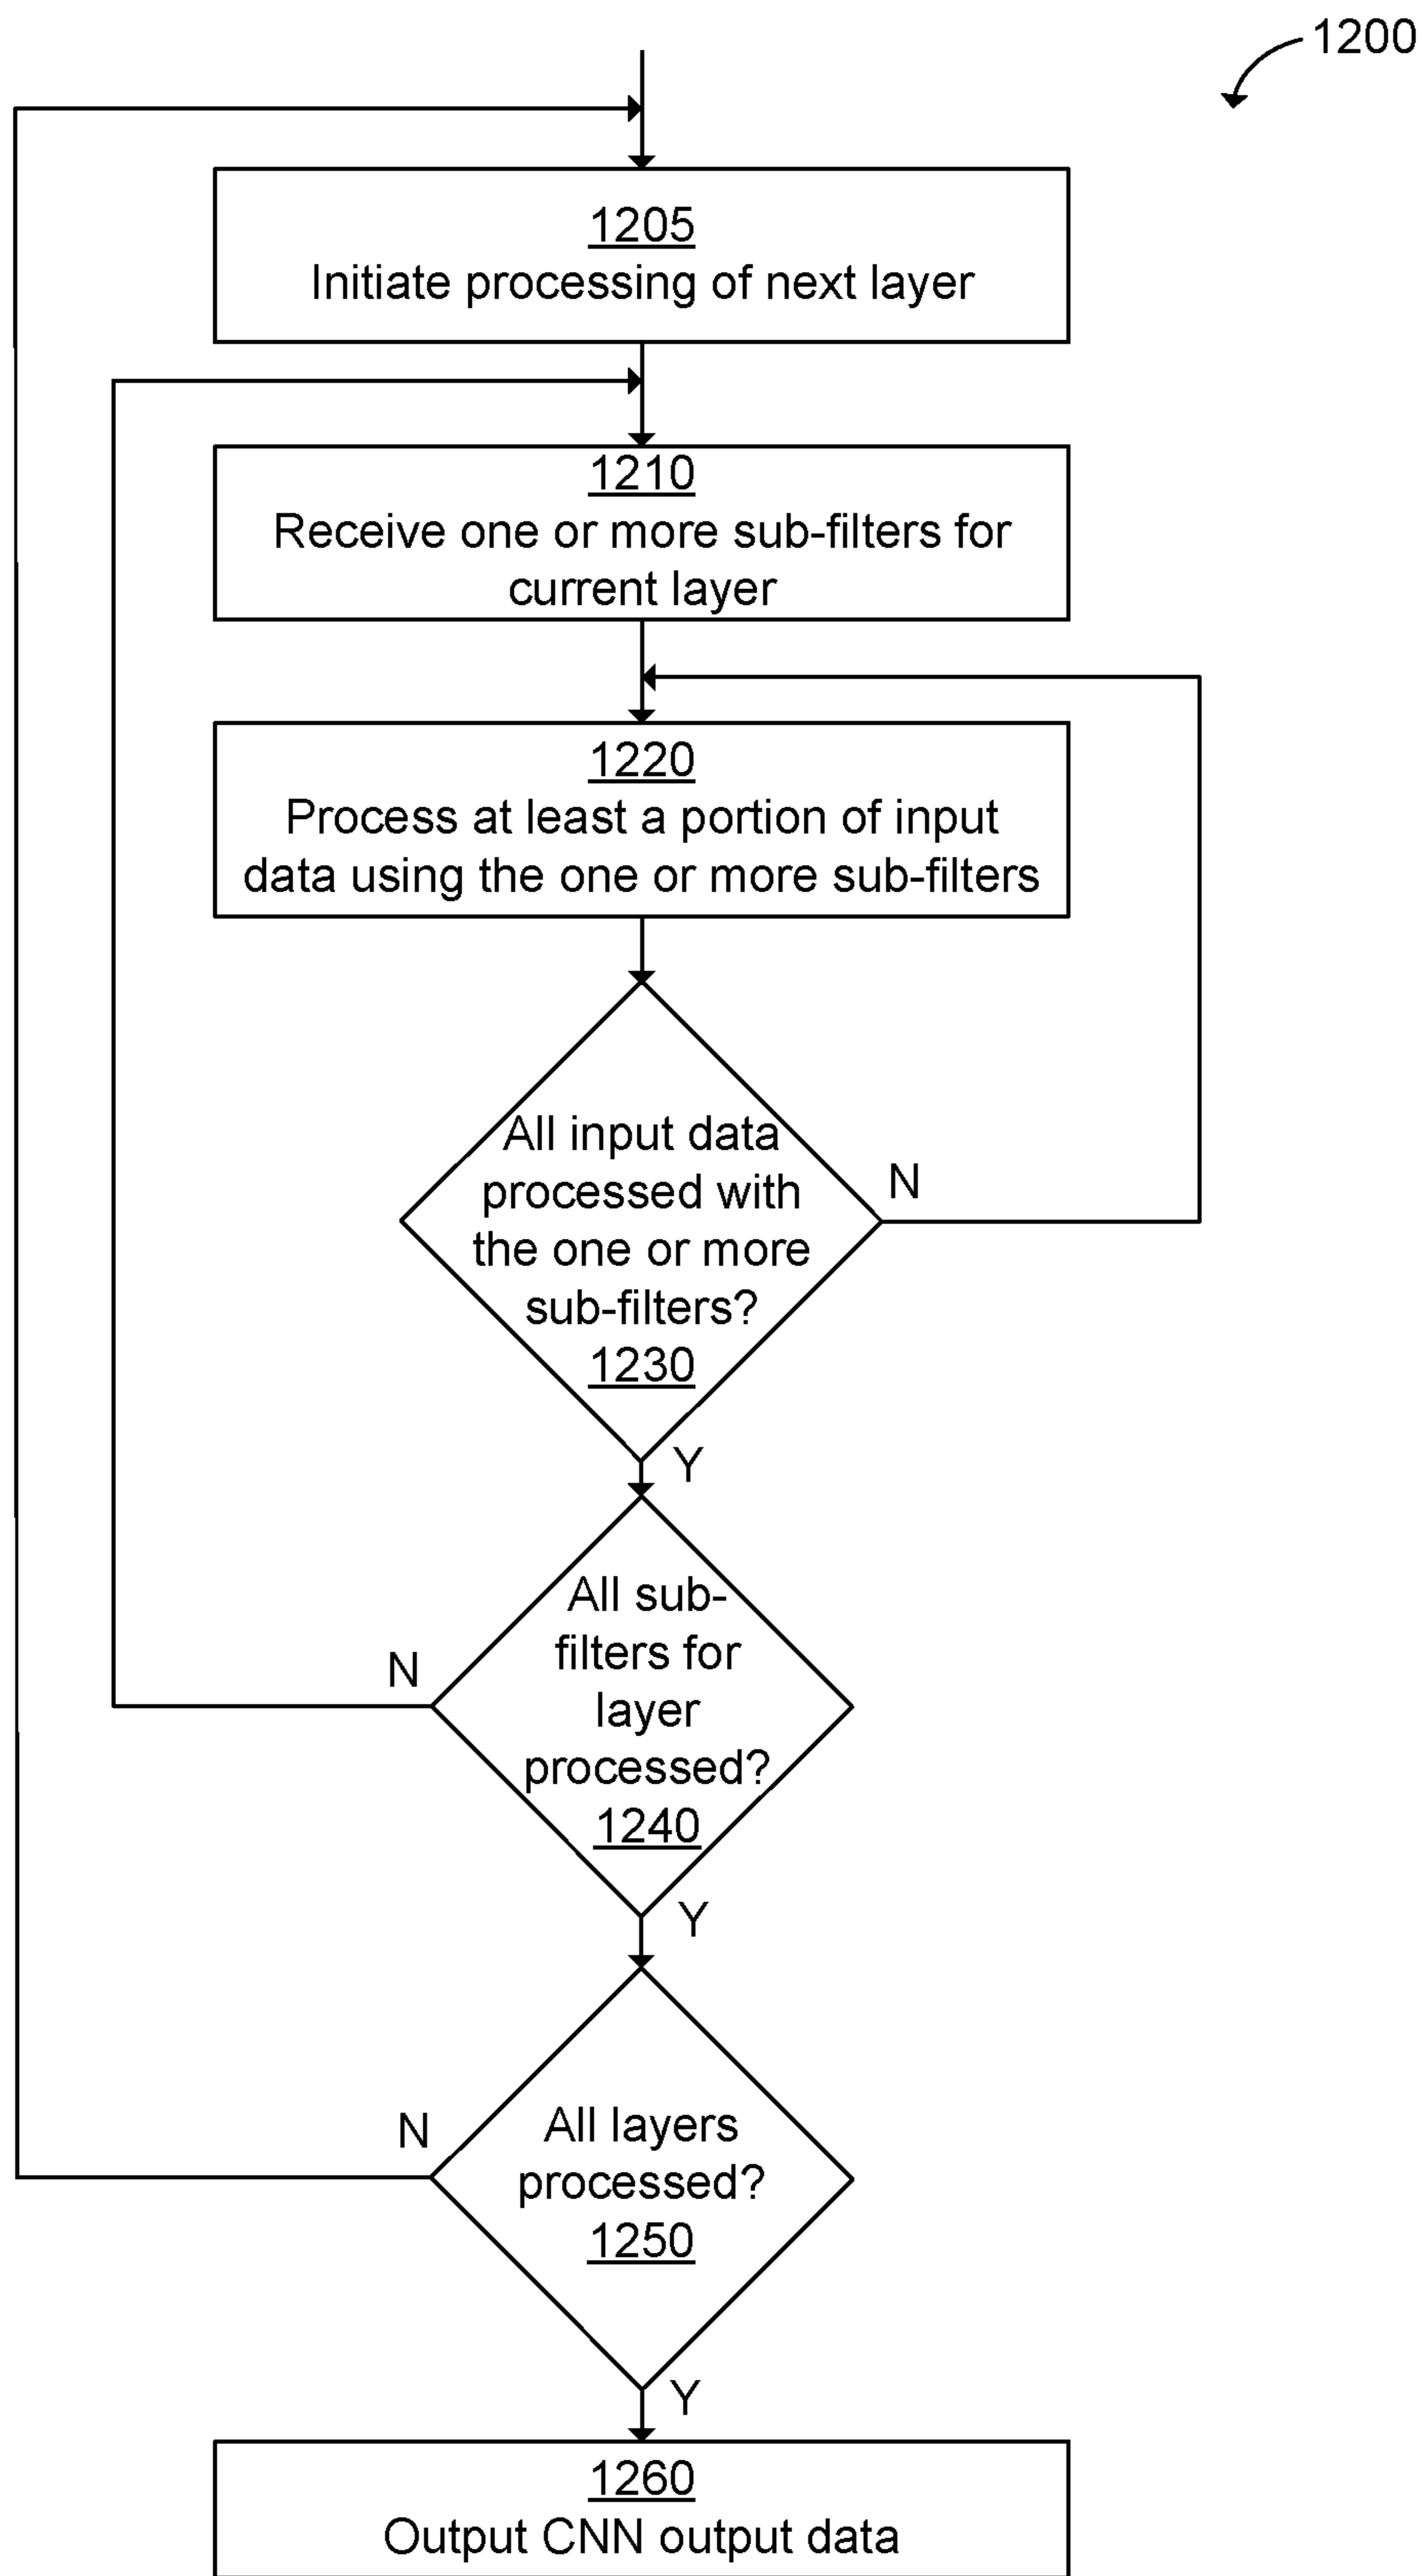 1200
1205
Initiate processing of next layer
1210
Receive one or more sub-filters for
current layer
1220
Process at least a portion of input
data using the one or more sub-filters
All input data
processed with
the one or more
sub-filters?
1230
N
Y
All sub-
filters for
layer
processed?
1240
N
Y
All layers
processed?
1250
N
Y
1260
Output CNN output data